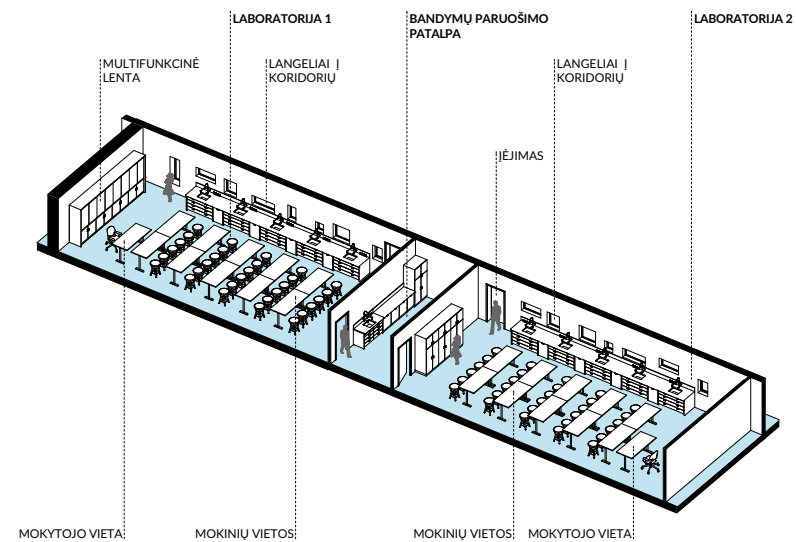 LABORATORIJA 1
BANDYMŲ PARUOŠIMO
PATALPA
LABORATORIJA 2
MULTIFUNKCINĖ
LENTA
LANGELIAI Į
KORIDORIŲ
LANGELIAI Į
KORIDORIŲ
ĮĖJIMAS
MOKYTOJO VIETA
MOKINIŲ VIETOS
MOKINIŲ VIETOS
MOKYTOJO VIETA